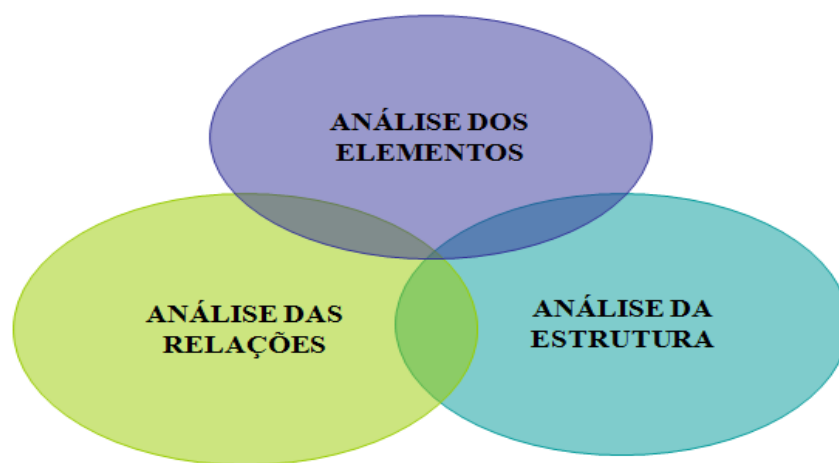 ANÁLISE DOS
ELEMENTOS
ANÁLISE DAS
RELAÇÕES
ANÁLISE DA
ESTRUTURA